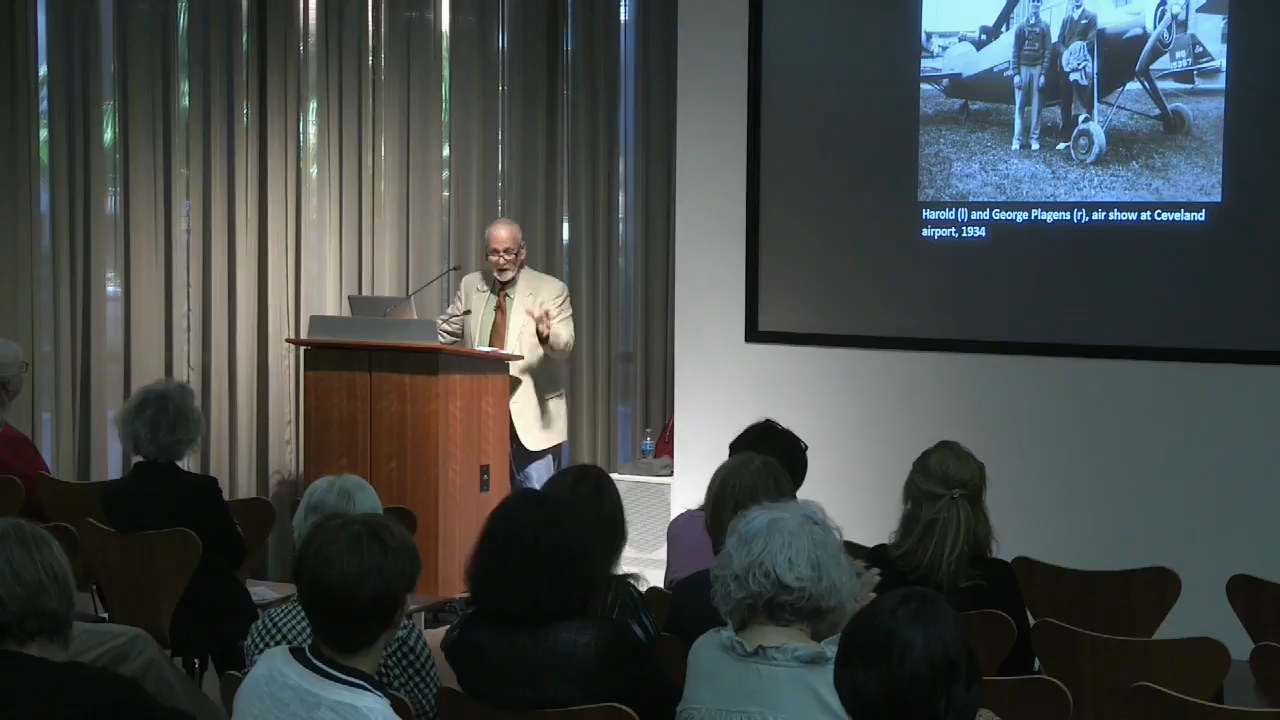 Harold (l) and George Plagens (r), air show at Ceveland
airport, 1934